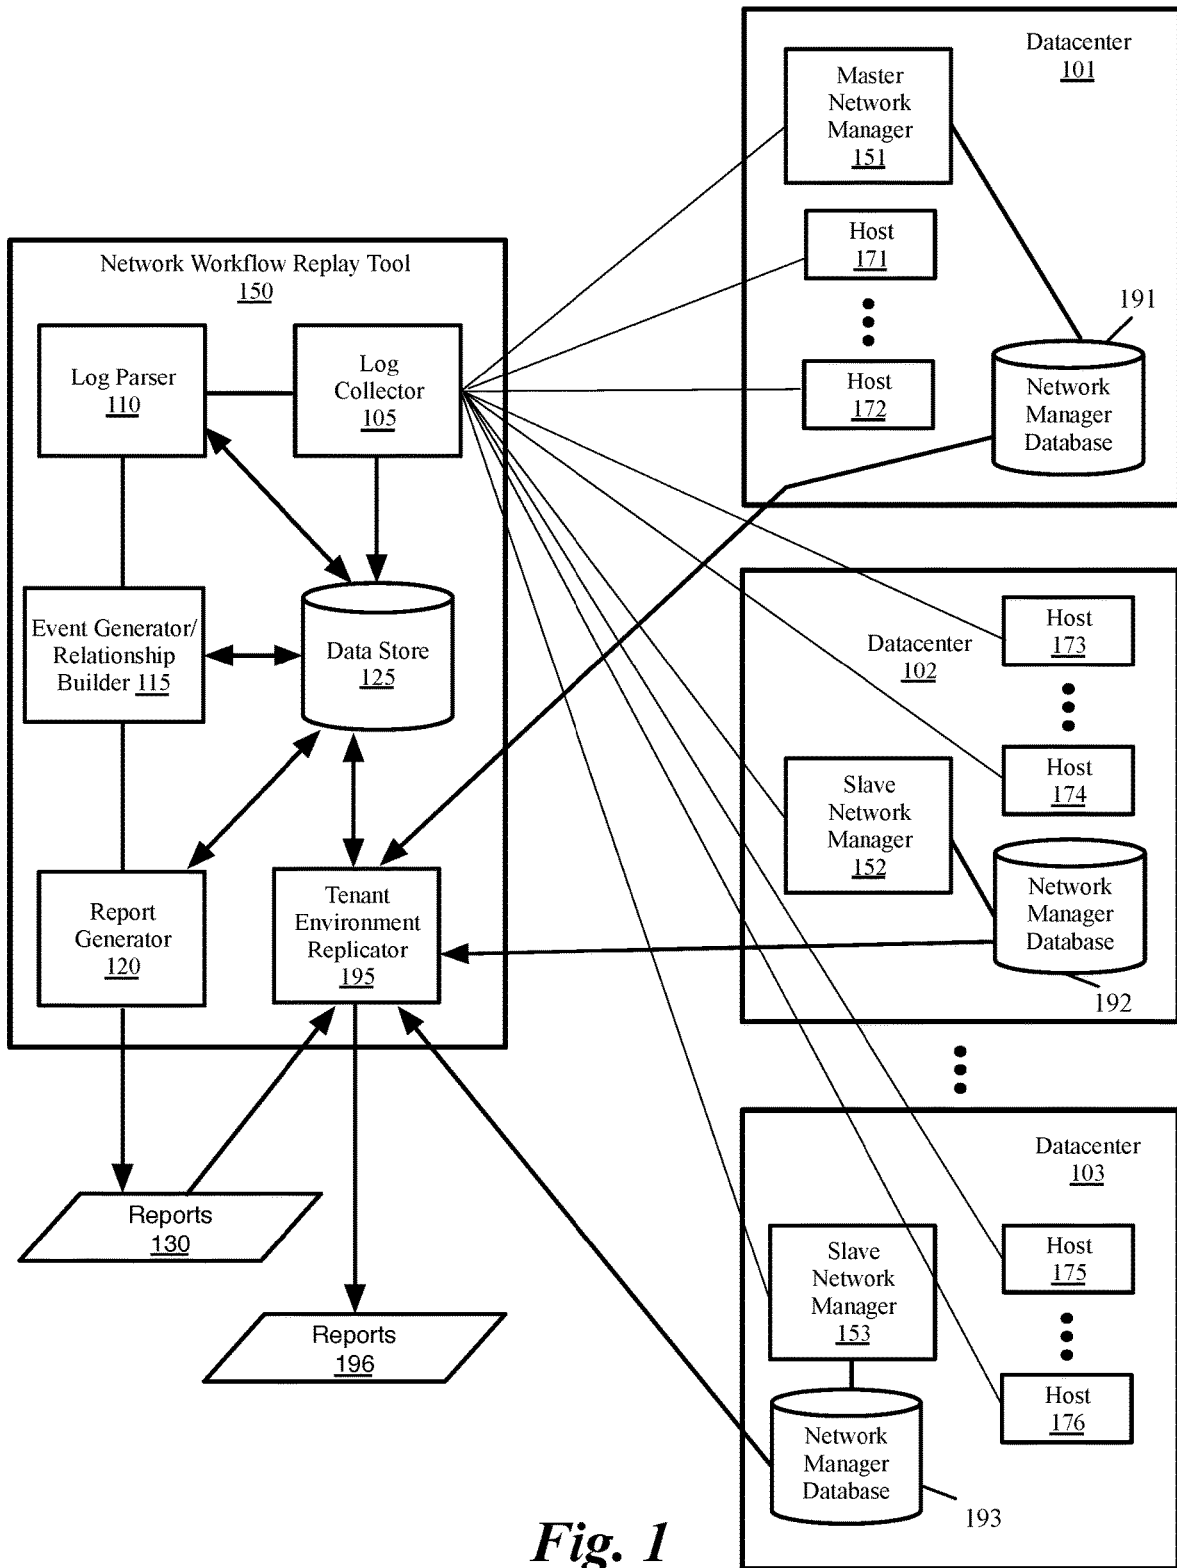 Datacenter
101
Master
Network
Manager
151
Host
171
Host
172
191
Network
Manager
Database
Network Workflow Replay Tool
150
Log Parser
110
Log
Collector
105
Event Generator/
Relationship
Builder 115
Data Store
125
Report
Generator
120
Tenant
Environment
Replicator
195
Datacenter
102
Host
173
Host
174
Slave
Network
Manager
152
Network
Manager
Database
192
Datacenter
103
Slave
Network
Manager
153
Host
175
Host
176
Network
Manager
Database
193
Reports
130
Reports
196
Fig. 1